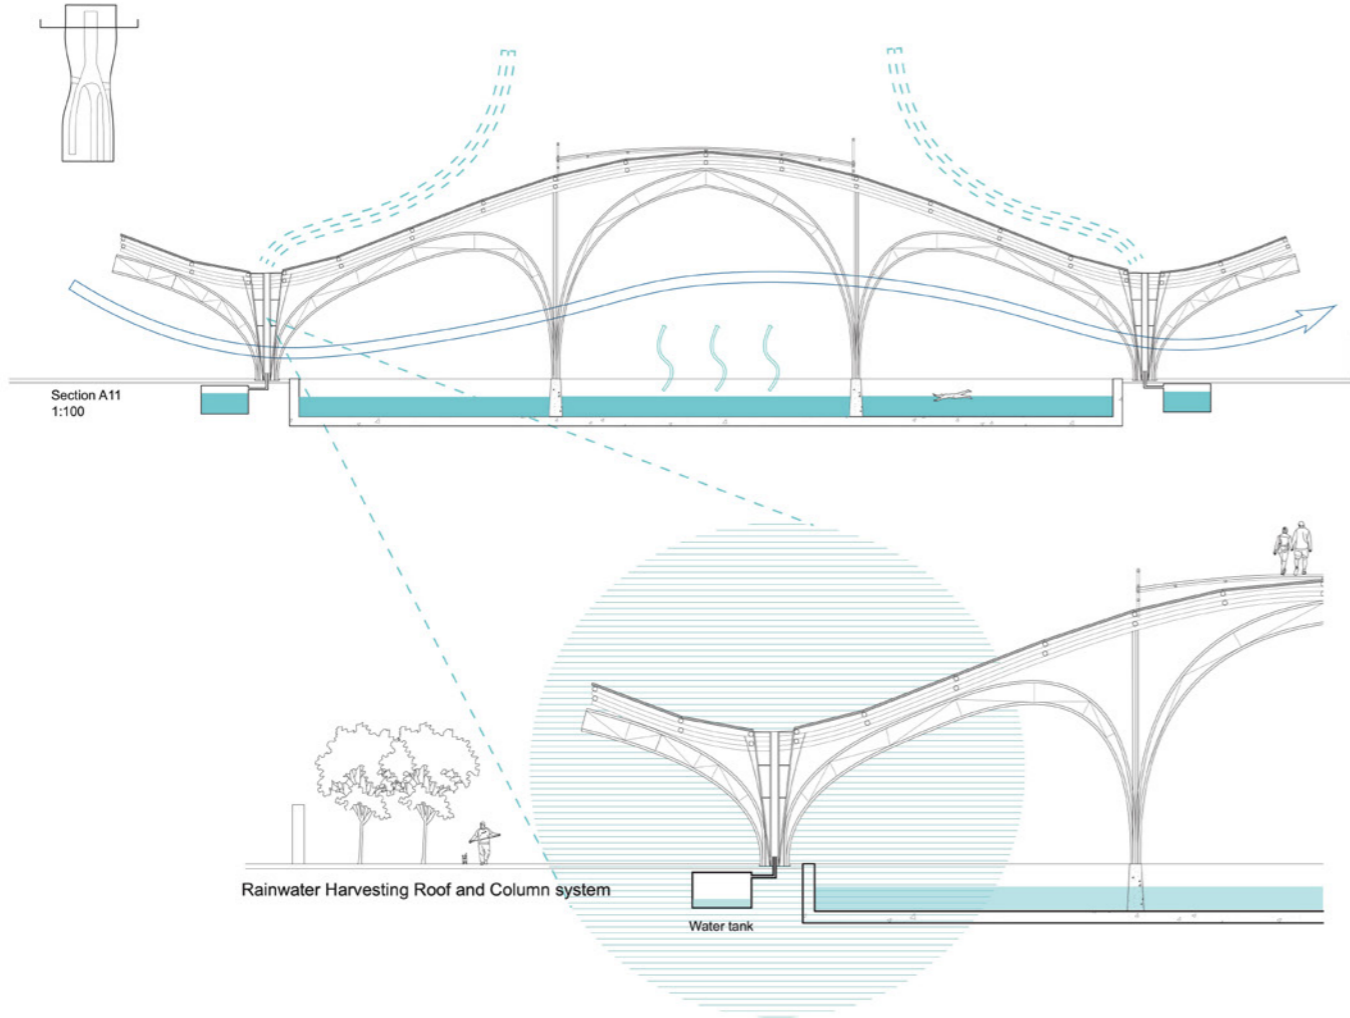 Section A11
1:100
Rainwater Harvesting Roof and Column system
Water tank